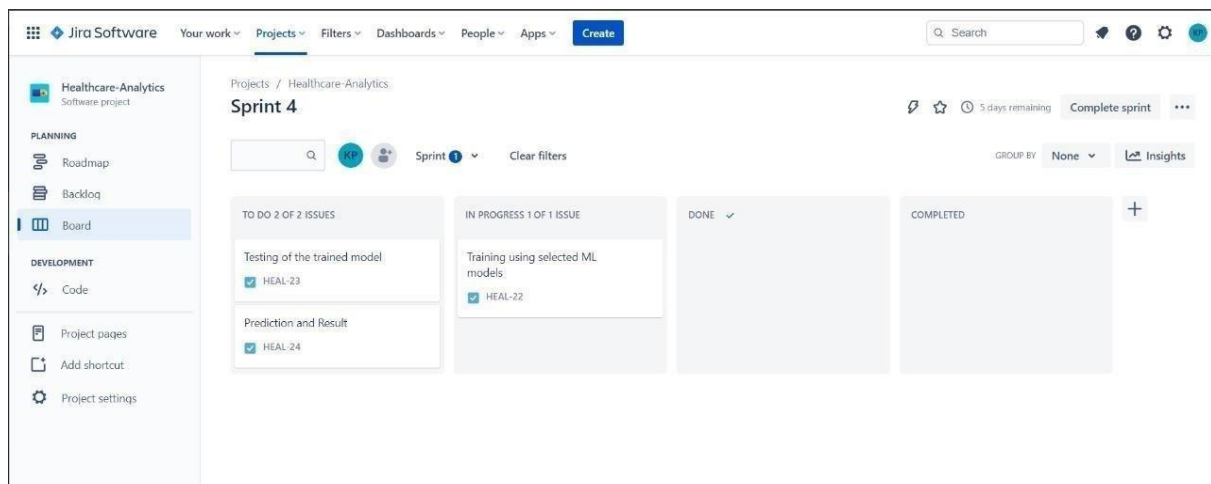 Jira Software Your work Projects Filters Dashboards People Apps Create Search KP
Healthcare-Analytics
Software project
PLANNING
Roadmap
Backlog
Board
DEVELOPMENT
Code
Project pages
Add shortcut
Project settings
Projects / Healthcare-Analytics
Sprint 4
5 days remaining Complete sprint
KP Sprint 1 Clear filters
GROUP BY None Insights
TO DO 2 OF 2 ISSUES
Testing of the trained model
HEAL-23
Prediction and Result
HEAL-24
IN PROGRESS 1 OF 1 ISSUE
Training using selected ML
models
HEAL-22
DONE
COMPLETED